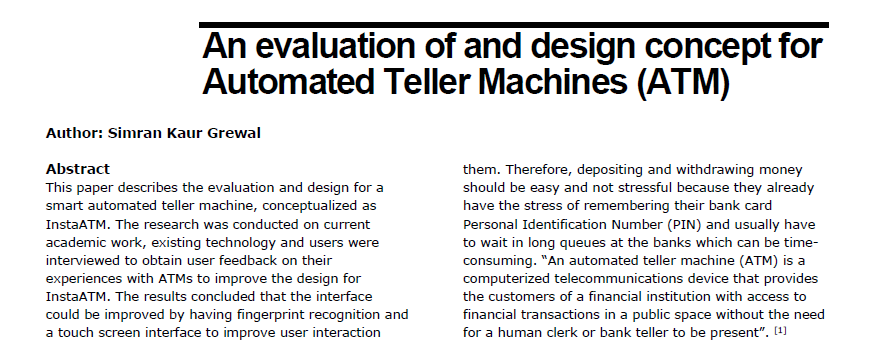 An evaluation of and design concept for
Automated Teller Machines (ATM)
Author: Simran Kaur Grewal
Abstract
This paper describes the evaluation and design for a
smart automated teller machine, conceptualized as
InstaATM. The research was conducted on current
academic work, existing technology and users were
interviewed to obtain user feedback on their
experiences with ATMs to improve the design for
InstaATM. The results concluded that the interface
could be improved by having fingerprint recognition and
a touch screen interface to improve user interaction
them. Therefore, depositing and withdrawing money
should be easy and not stressful because they already
have the stress of remembering their bank card
Personal Identification Number (PIN) and usually have
to wait in long queues at the banks which can be time-
consuming. “An automated teller machine (ATM) is a
computerized telecommunications device that provides
the customers of a financial institution with access to
financial transactions in a public space without the need
for a human clerk or bank teller to be present”. [1]